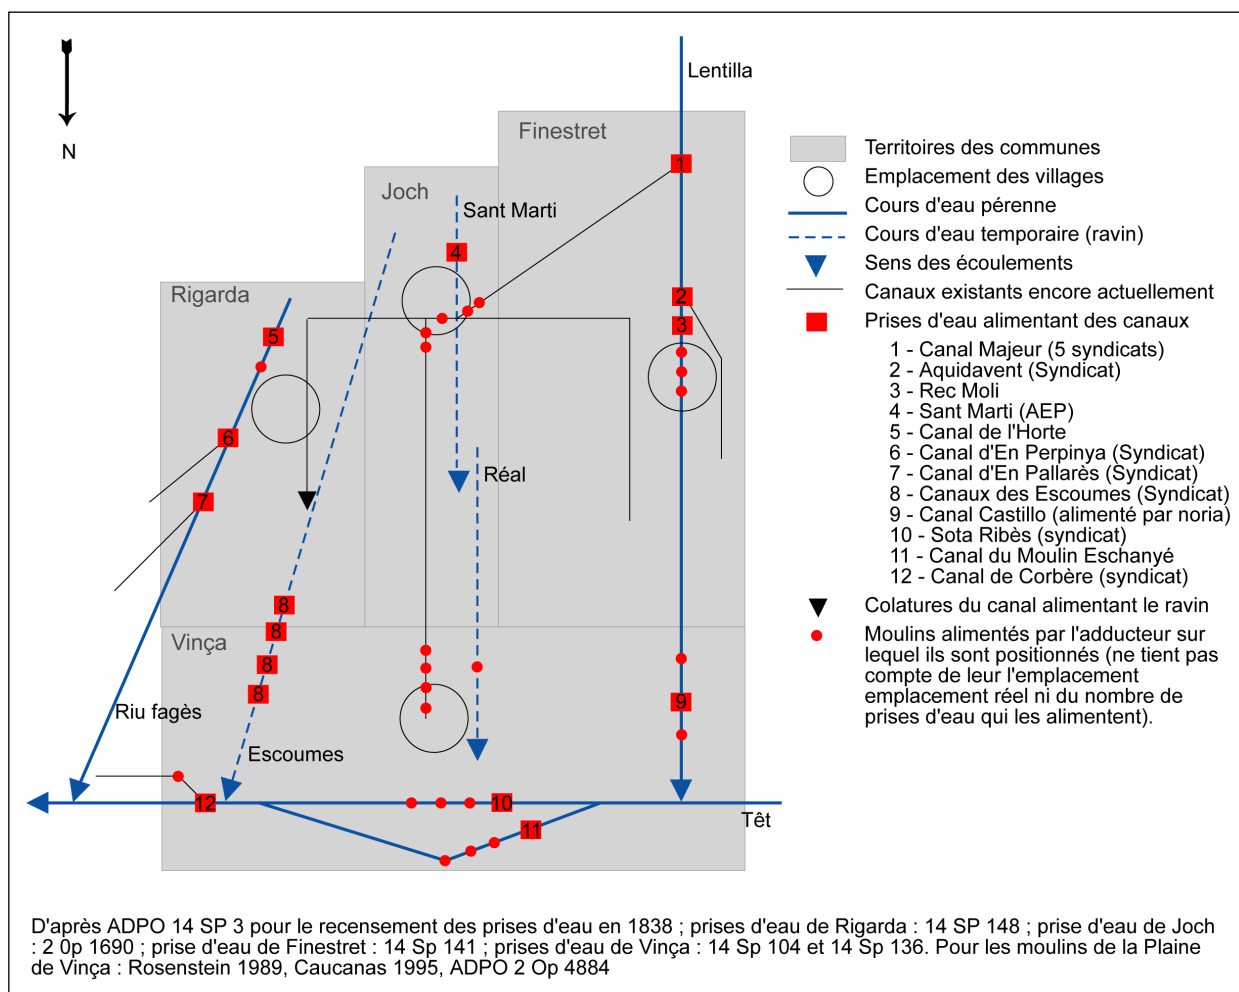 Lentilla
Finestret
N
Joch
Sant Marti
Rigarda
1
4
2
3
5
6
7
Réal
8
8
8
8
Vinça
Riu fagès
Escoumes
9
12
10
11
Têt
Territoires des communes
Emplacement des villages
Cours d'eau pérenne
Cours d'eau temporaire (ravin)
Sens des écoulements
Canaux existants encore actuellement
Prises d'eau alimentant des canaux
1 - Canal Majeur (5 syndicats)
2 - Aquidavent (Syndicat)
3 - Rec Moli
4 - Sant Marti (AEP)
5 - Canal de l'Horte
6 - Canal d'En Perpinya (Syndicat)
7 - Canal d'En Pallarès (Syndicat)
8 - Canaux des Escoumes (Syndicat)
9 - Canal Castillo (alimenté par noria)
10 - Sota Ribès (syndicat)
11 - Canal du Moulin Eschanyé
12 - Canal de Corbère (syndicat)
Colatures du canal alimentant le ravin
Moulins alimentés par l'adducteur sur
lequel ils sont positionnés (ne tient pas
compte de leur l'emplacement
emplacement réel ni du nombre de
prises d'eau qui les alimentent).
D'après ADPO 14 SP 3 pour le recensement des prises d'eau en 1838 ; prises d'eau de Rigarda : 14 SP 148 ; prise d'eau de Joch
: 2 0p 1690 ; prise d'eau de Finestret : 14 Sp 141 ; prises d'eau de Vinça : 14 Sp 104 et 14 Sp 136. Pour les moulins de la Plaine
de Vinça : Rosenstein 1989, Caucanas 1995, ADPO 2 Op 4884